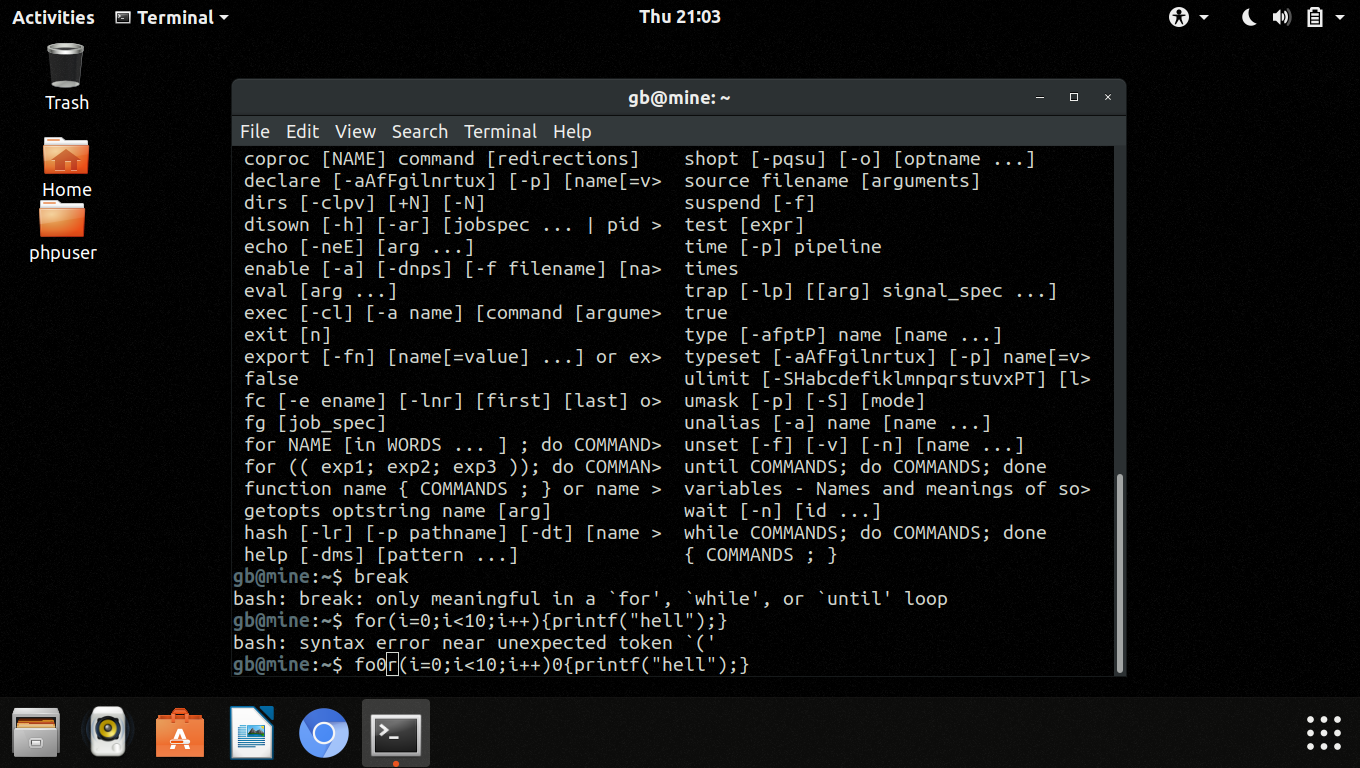 Activities Terminal Thu 21:03
Trash
Home
phpuser
gb@mine: ~
File Edit View Search Terminal Help
coproc [NAME] command [redirections] shopt [-pqsu] [-o] [optname ...]
declare [-aAfFgilnrtux] [-p] [name[=v> source filename [arguments]
dirs [-clpv] [+N] [-N] suspend [-f]
disown [-h] [-ar] [jobspec ... | pid > test [expr]
echo [-neE] [arg ...] time [-p] pipeline
enable [-a] [-dnps] [-f filename] [na> times
eval [arg ...] trap [-lp] [[arg] signal_spec ...]
exec [-cl] [-a name] [command [argume> true
exit [n] type [-afptP] name [name ...]
export [-fn] [name[=value] ...] or ex> typeset [-aAfFgilnrtux] [-p] name[=v>
false ulimit [-SHabcdefiklmnpqrstuvxPT] [l>
fc [-e ename] [-lnr] [first] [last] o> umask [-p] [-S] [mode]
fg [job_spec] unalias [-a] name [name ...]
for NAME [in WORDS ... ] ; do COMMAND> unset [-f] [-v] [-n] [name ...]
for (( exp1; exp2; exp3 )); do COMMAN> until COMMANDS; do COMMANDS; done
function name { COMMANDS ; } or name > variables - Names and meanings of so>
getopts optstring name [arg] wait [-n] [id ...]
hash [-lr] [-p pathname] [-dt] [name > while COMMANDS; do COMMANDS; done
help [-dms] [pattern ...] { COMMANDS ; }
gb@mine:~$ break
bash: break: only meaningful in a `for', `while', or `until' loop
gb@mine:~$ for(i=0;i<10;i++){printf("hell");}
bash: syntax error near unexpected token `('
gb@mine:~$ fo0r(i=0;i<10;i++)0{printf("hell");}